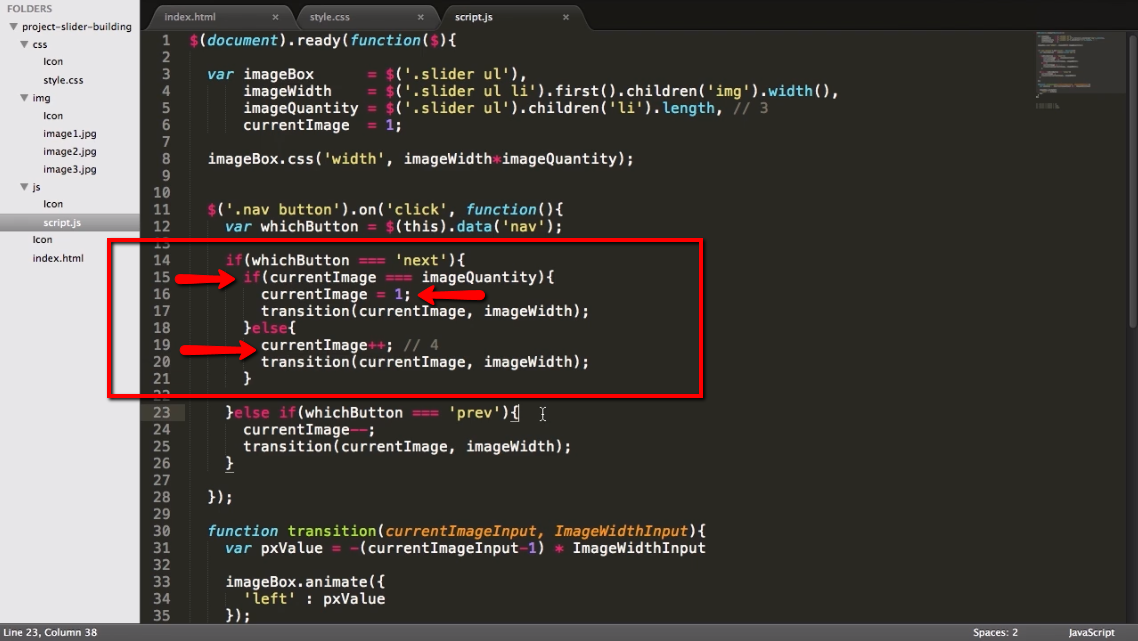 FOLDERS
project-slider-building
css
Icon
style.css
img
Icon
image1.jpg
image2.jpg
image3.jpg
js
Icon
script.js
Icon
index.html
index.html × style.css × script.js ×
1 $(document).ready(function($){
2
3 var imageBox = $('.slider ul'),
4 imageWidth = $('.slider ul li').first().children('img').width(),
5 imageQuantity = $('.slider ul').children('li').length, // 3
6 currentImage = 1;
7
8 imageBox.css('width', imageWidth*imageQuantity);
9
10
11 $('.nav button').on('click', function(){
12 var whichButton = $(this).data('nav');
13
14 if(whichButton === 'next'){
15 if(currentImage === imageQuantity){
16 currentImage = 1;
17 transition(currentImage, imageWidth);
18 }else{
19 currentImage++; // 4
20 transition(currentImage, imageWidth);
21 }
22
23 }else if(whichButton === 'prev'){
24 currentImage--;
25 transition(currentImage, imageWidth);
26 }
27
28 });
29
30 function transition(currentImageInput, ImageWidthInput){
31 var pxValue = -(currentImageInput-1) * ImageWidthInput
32
33 imageBox.animate({
34 'left' : pxValue
35 });
Line 23, Column 38 Spaces: 2 JavaScript